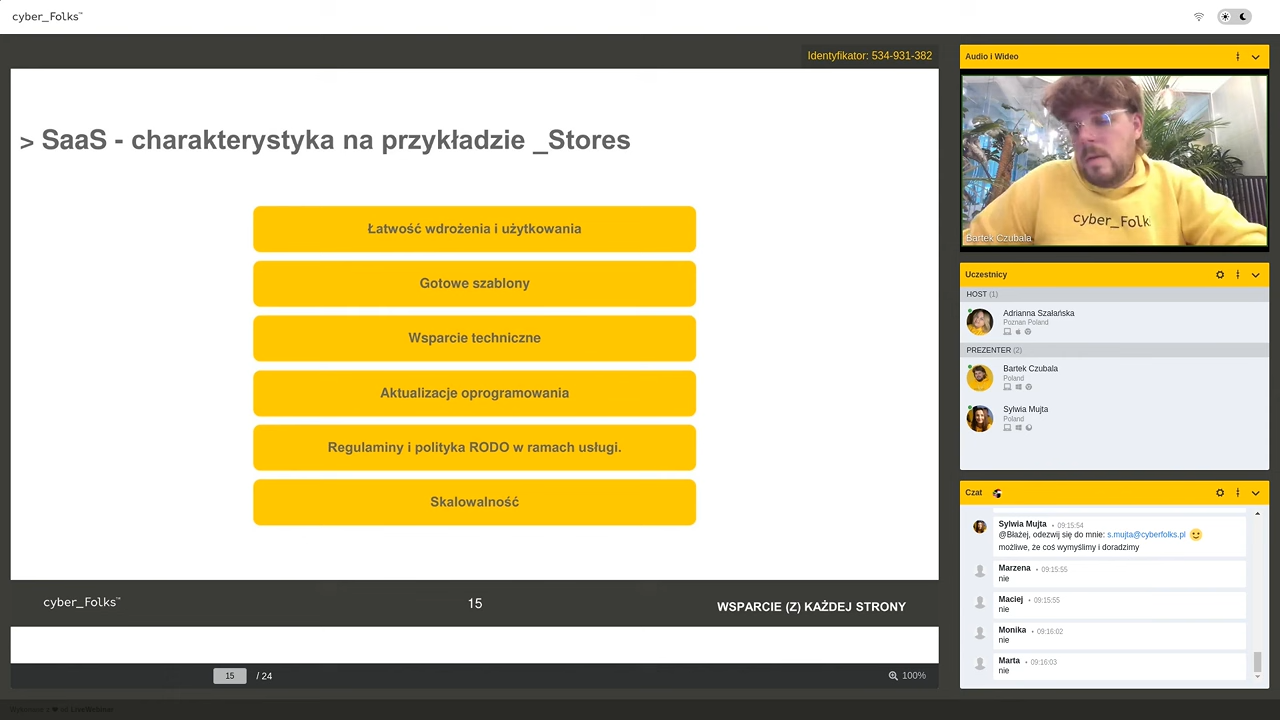 cyber_Folks™
Identyfikator: 534-931-382
> SaaS - charakterystyka na przykładzie _Stores
Łatwość wdrożenia i użytkowania
Gotowe szablony
Wsparcie techniczne
Aktualizacje oprogramowania
Regulaminy i polityka RODO w ramach usługi.
Skalowalność
cyber_Folks™
15
WSPARCIE (Z) KAŻDEJ STRONY
15 / 24
100%
Wykonane z ❤ od LiveWebinar
Audio i Wideo
cyber_Folk
Bartek Czubala
Uczestnicy
HOST (1)
Adrianna Szałańska
Poznan Poland
PREZENTER (2)
Bartek Czubala
Poland
Sylwia Mujta
Poland
Czat
Sylwia Mujta • 09:15:54
@Błażej, odezwij się do mnie: s.mujta@cyberfolks.pl 🙂
możliwe, że coś wymyślimy i doradzimy
Marzena • 09:15:55
nie
Maciej • 09:15:55
nie
Monika • 09:16:02
nie
Marta • 09:16:03
nie